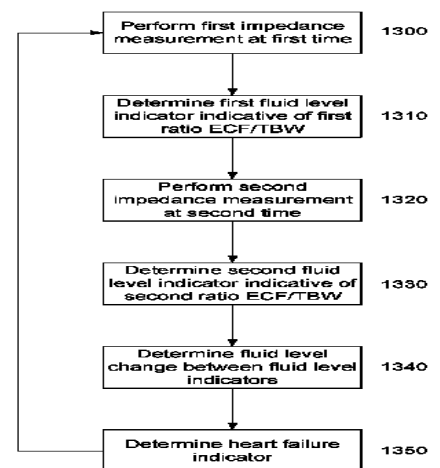 Perform first impedance
measurement at first time
1300
Determine first fluid level
indicator indicative of first
ratio ECF/TBW
1310
Perform second
impedance measurement
at second time
1320
Determine second fluid
level indicator indicative of
second ratio ECF/TBW
1330
Determine fluid level
change between fluid level
indicators
1340
Determine heart failure
indicator
1350